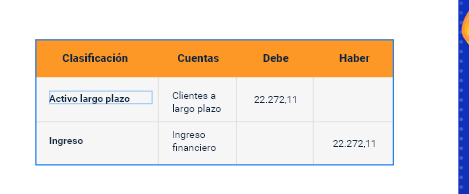 Clasificación Cuentas Debe Haber
Activo largo plazo Clientes a largo plazo 22.272,11
Ingreso Ingreso financiero 22.272,11